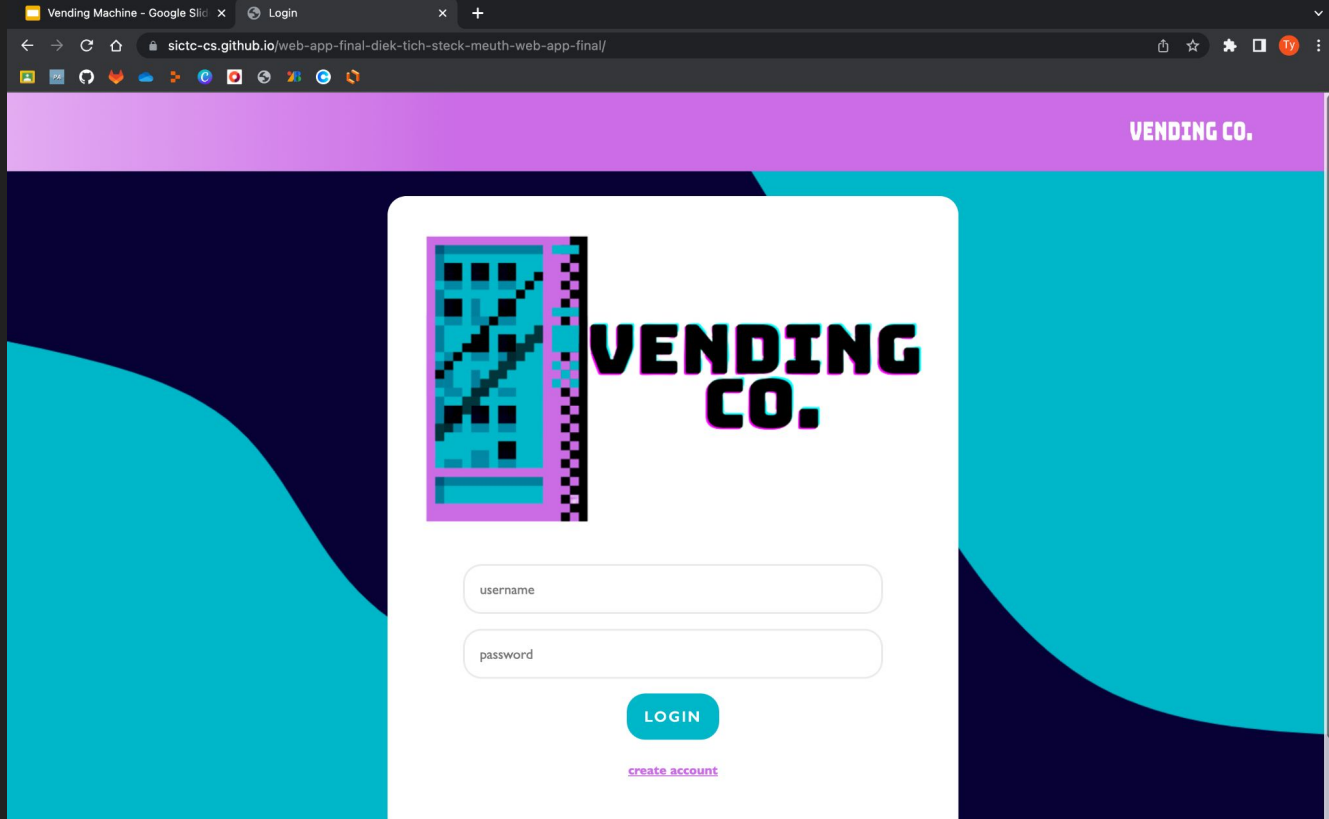 Vending Machine - Google Slid
Login
sictc-cs.github.io/web-app-final-diek-tich-steck-meuth-web-app-final/
Ty
VENDING CO.
VENDING
CO.
username
password
LOGIN
create account